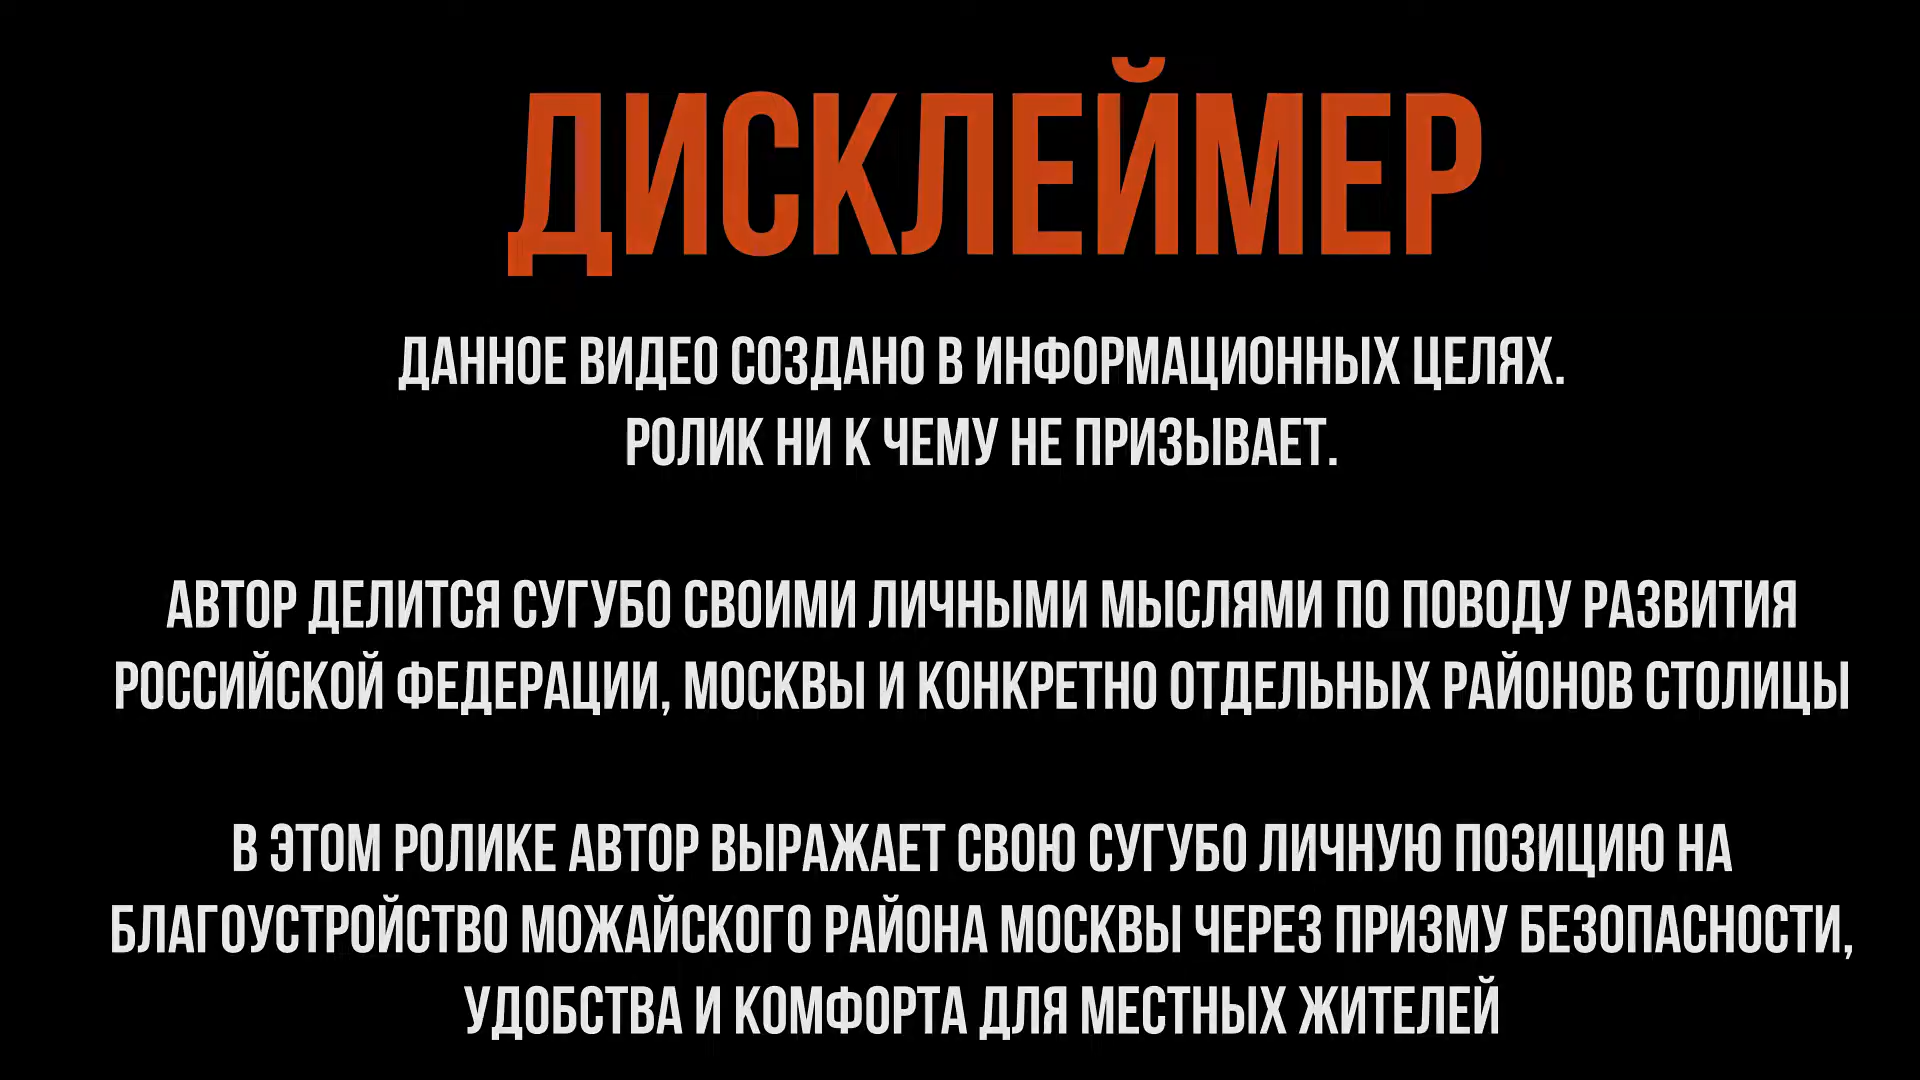 ДИСКЛЕЙМЕР
ДАННОЕ ВИДЕО СОЗДАНО В ИНФОРМАЦИОННЫХ ЦЕЛЯХ.
РОЛИК НИ К ЧЕМУ НЕ ПРИЗЫВАЕТ.
АВТОР ДЕЛИТСЯ СУГУБО СВОИМИ ЛИЧНЫМИ МЫСЛЯМИ ПО ПОВОДУ РАЗВИТИЯ
РОССИЙСКОЙ ФЕДЕРАЦИИ, МОСКВЫ И КОНКРЕТНО ОТДЕЛЬНЫХ РАЙОНОВ СТОЛИЦЫ
В ЭТОМ РОЛИКЕ АВТОР ВЫРАЖАЕТ СВОЮ СУГУБО ЛИЧНУЮ ПОЗИЦИЮ НА
БЛАГОУСТРОЙСТВО МОЖАЙСКОГО РАЙОНА МОСКВЫ ЧЕРЕЗ ПРИЗМУ БЕЗОПАСНОСТИ,
УДОБСТВА И КОМФОРТА ДЛЯ МЕСТНЫХ ЖИТЕЛЕЙ